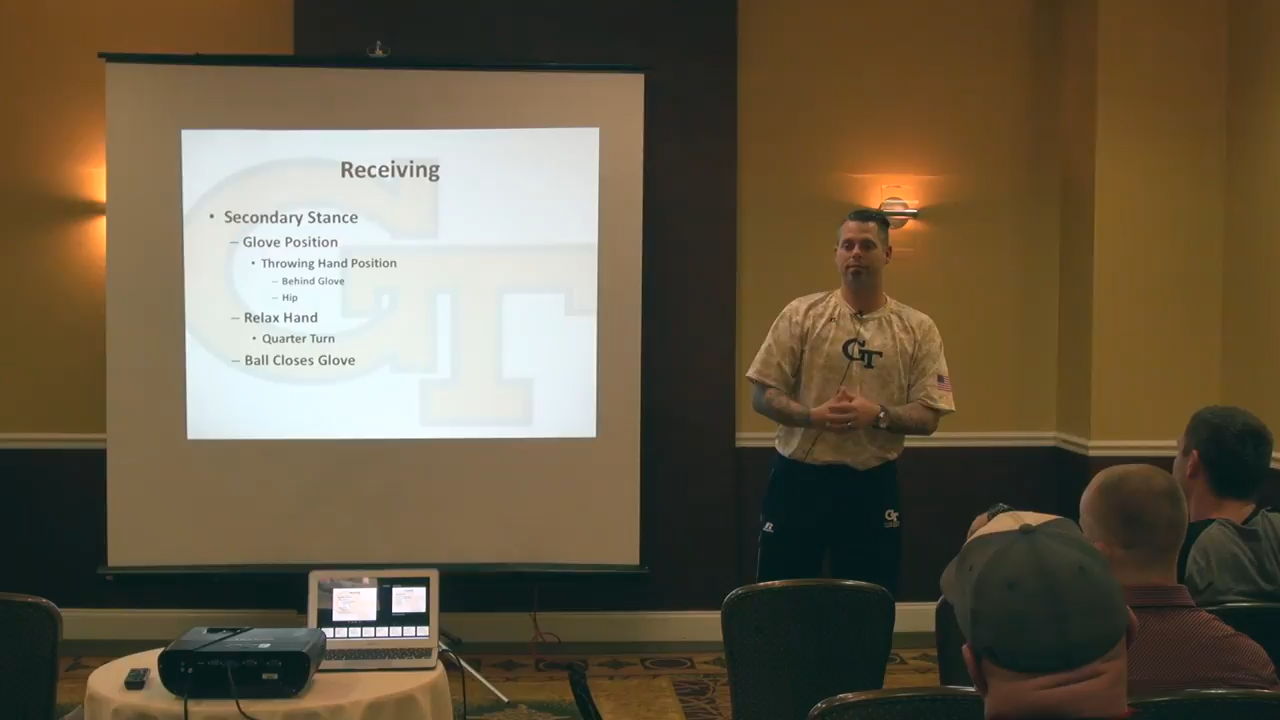 Receiving
• Secondary Stance
– Glove Position
• Throwing Hand Position
– Behind Glove
– Hip
– Relax Hand
• Quarter Turn
– Ball Closes Glove
GT
GT